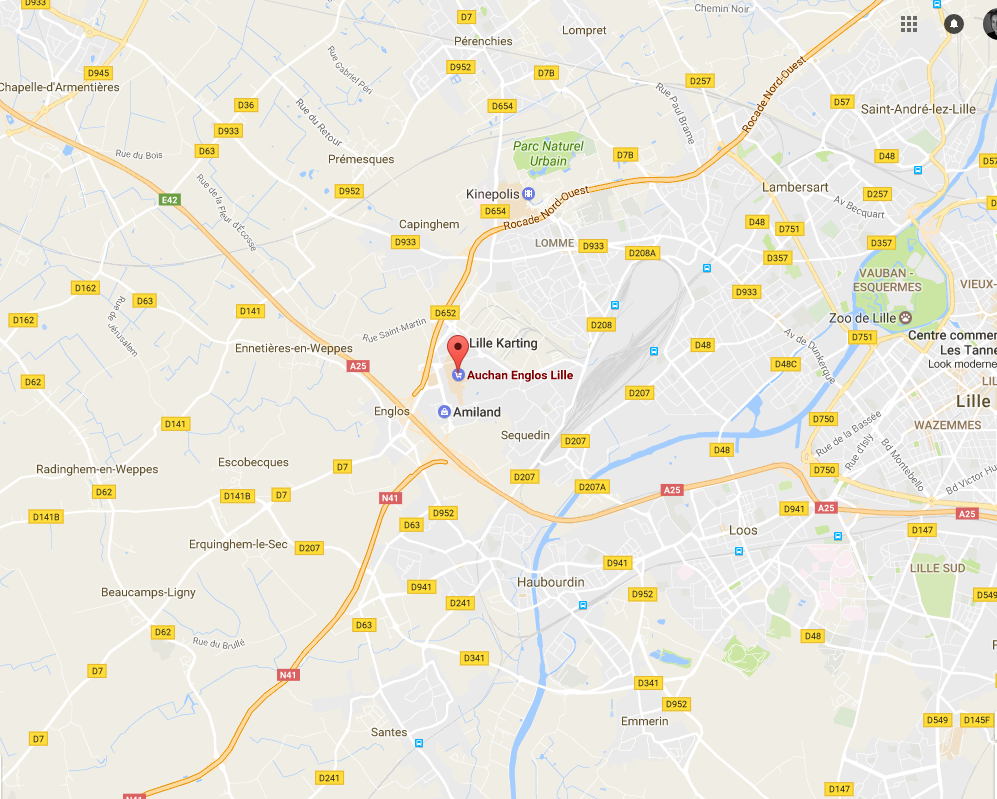 D933
Chemin Noir
D7
Lompret
Pérenchies
D952
D7B
D945
Chapelle-d'Armentières
Rue Gabriel Péri
D257
Rocade Nord-Ouest
D36
D654
Rue Paul Brame
D57
Saint-André-lez-Lille
Rue du Retour
D933
D63
Rue du Bois
Prémesques
Parc Naturel
Urbain
D7B
D48
D952
E42
Rue de la Fleur d'Écosse
Kinepolis
Rocade Nord-Ouest
Lambersart
D257
Av Becquart
D654
Capinghem
D933
LOMME
D933
D208A
D48
D751
D357
D357
VAUBAN -
ESQUERMES
VIEUX-
D162
D63
Rue de Jérusalem
D933
D162
D141
D652
D208
Zoo de Lille
Rue Saint-Martin
Ennetières-en-Weppes
Lille Karting
D48
Av de Dunkerque
D751
Centre commer
Les Tanne
Look moderne
A25
D48C
D62
Auchan Englos Lille
LIL
D207
Lille
Englos
Amiland
D141
D750
WAZEMMES
Sequedin
D207
Rue de la Bassée
Rue d'Isly
D48
Bd Montebello
Bd Victor Hu
Radinghem-en-Weppes
Escobecques
D7
D207
D750
D62
D141B
D7
N41
D207A
A25
D941
A25
A25
D141B
D952
D63
Loos
D147
Erquinghem-le-Sec
D207
D941
LILLE SUD
Beaucamps-Ligny
D941
Haubourdin
D952
D549
D241
D62
D63
D48
Rue du Brullé
D7
D341
N41
D341
D952
Emmerin
D549
D145F
Santes
D7
D241
D147
N41